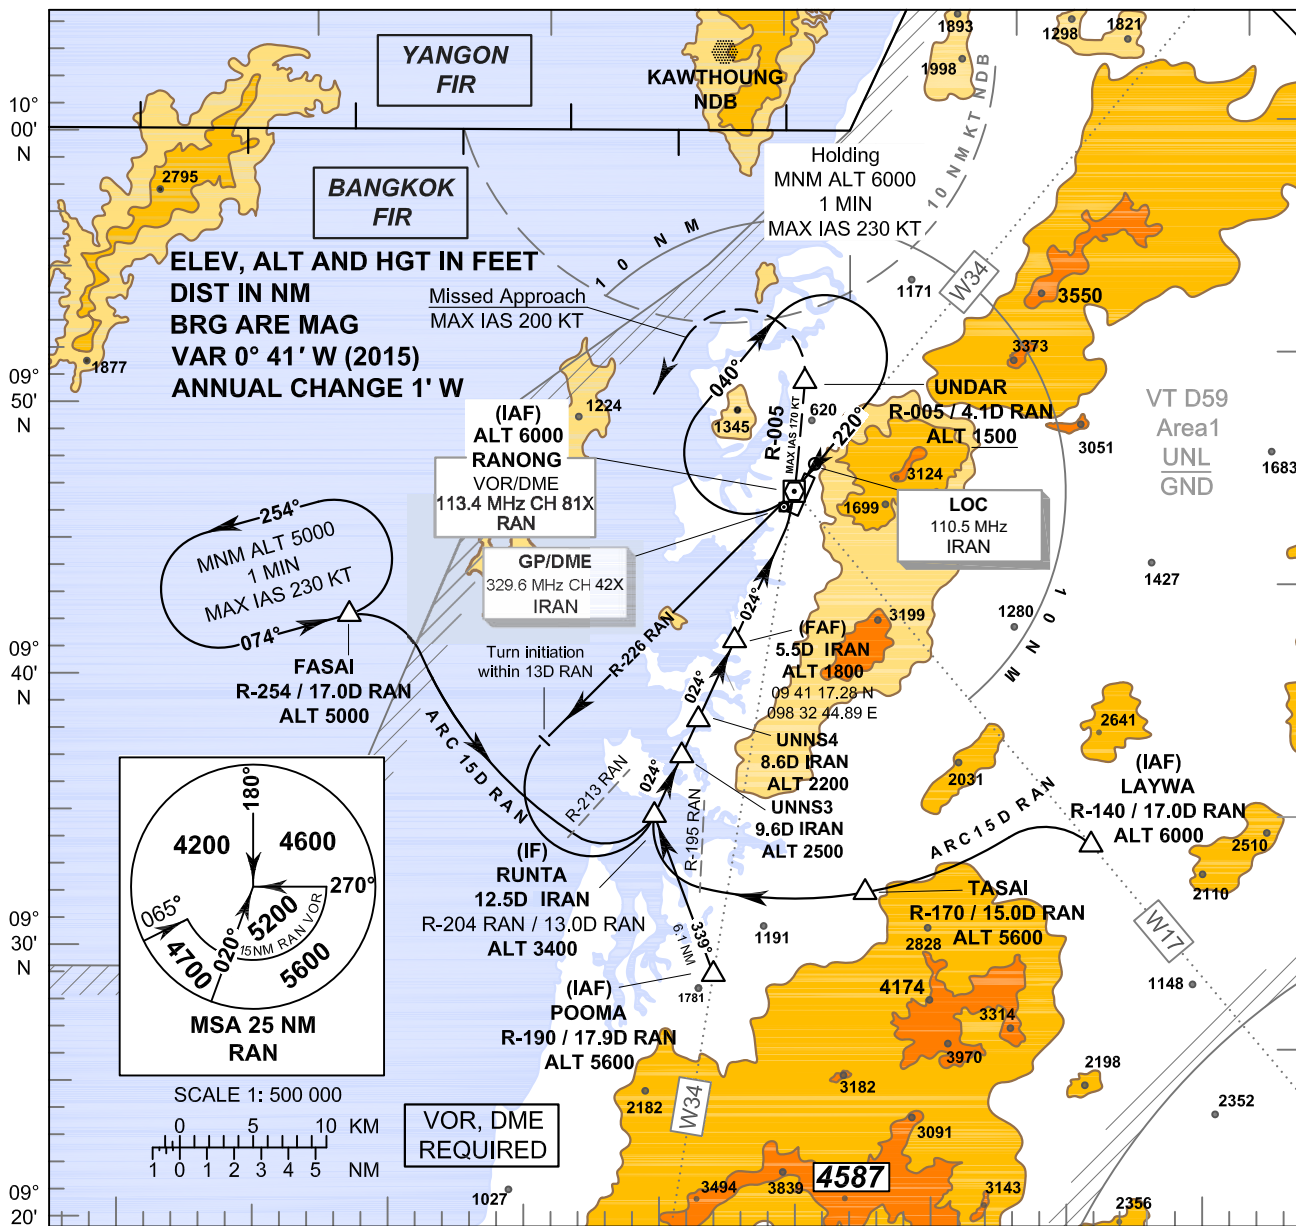 1893
1821
1298
1998
YANGON
FIR
KAWTHOUNG
NDB
10°
00'
N
10 NM KT NDB
2795
BANGKOK
FIR
Holding
MNM ALT 6000
1 MIN
MAX IAS 230 KT
10 NM
ELEV, ALT AND HGT IN FEET
DIST IN NM
BRG ARE MAG
VAR 0° 41' W (2015)
ANNUAL CHANGE 1' W
Missed Approach
MAX IAS 200 KT
1171
W34
3550
3373
1877
09°
50'
N
040°
UNDAR
R-005 / 4.1D RAN
ALT 1500
R-005
MAX IAS 170 KT
620
220°
1345
1224
3051
VT D59
Area1
UNL
GND
1683
(IAF)
ALT 6000
RANONG
VOR/DME
113.4 MHz CH 81X
RAN
3124
1699
LOC
110.5 MHz
IRAN
GP/DME
329.6 MHz CH 42X
IRAN
254°
MNM ALT 5000
1 MIN
MAX IAS 230 KT
074°
1427
1280
10 NM
024°
3199
R-226 RAN
(FAF)
5.5D IRAN
ALT 1800
09 41 17.28 N
098 32 44.89 E
Turn initiation
within 13D RAN
09°
40'
N
FASAI
R-254 / 17.0D RAN
ALT 5000
024°
ARC 15D RAN
UNNS4
8.6D IRAN
ALT 2200
2641
2031
(IAF)
LAYWA
R-140 / 17.0D RAN
ALT 6000
024°
R-213 RAN
R-195 RAN
UNNS3
9.6D IRAN
ALT 2500
ARC 15D RAN
2510
2110
180°
4200
4600
270°
065°
5200
15NM RAN VOR
020°
4700
5600
MSA 25 NM
RAN
(IF)
RUNTA
12.5D IRAN
R-204 RAN / 13.0D RAN
ALT 3400
339°
6.1 NM
TASAI
R-170 / 15.0D RAN
ALT 5600
2828
1191
W17
09°
30'
N
1148
(IAF)
POOMA
R-190 / 17.9D RAN
ALT 5600
1781
4174
3314
3970
2198
3182
2182
W34
2352
3091
SCALE 1: 500 000
0 5 10 KM
1 0 1 2 3 4 5 NM
VOR, DME
REQUIRED
1027
3494
3839
4587
3143
2356
09°
20'